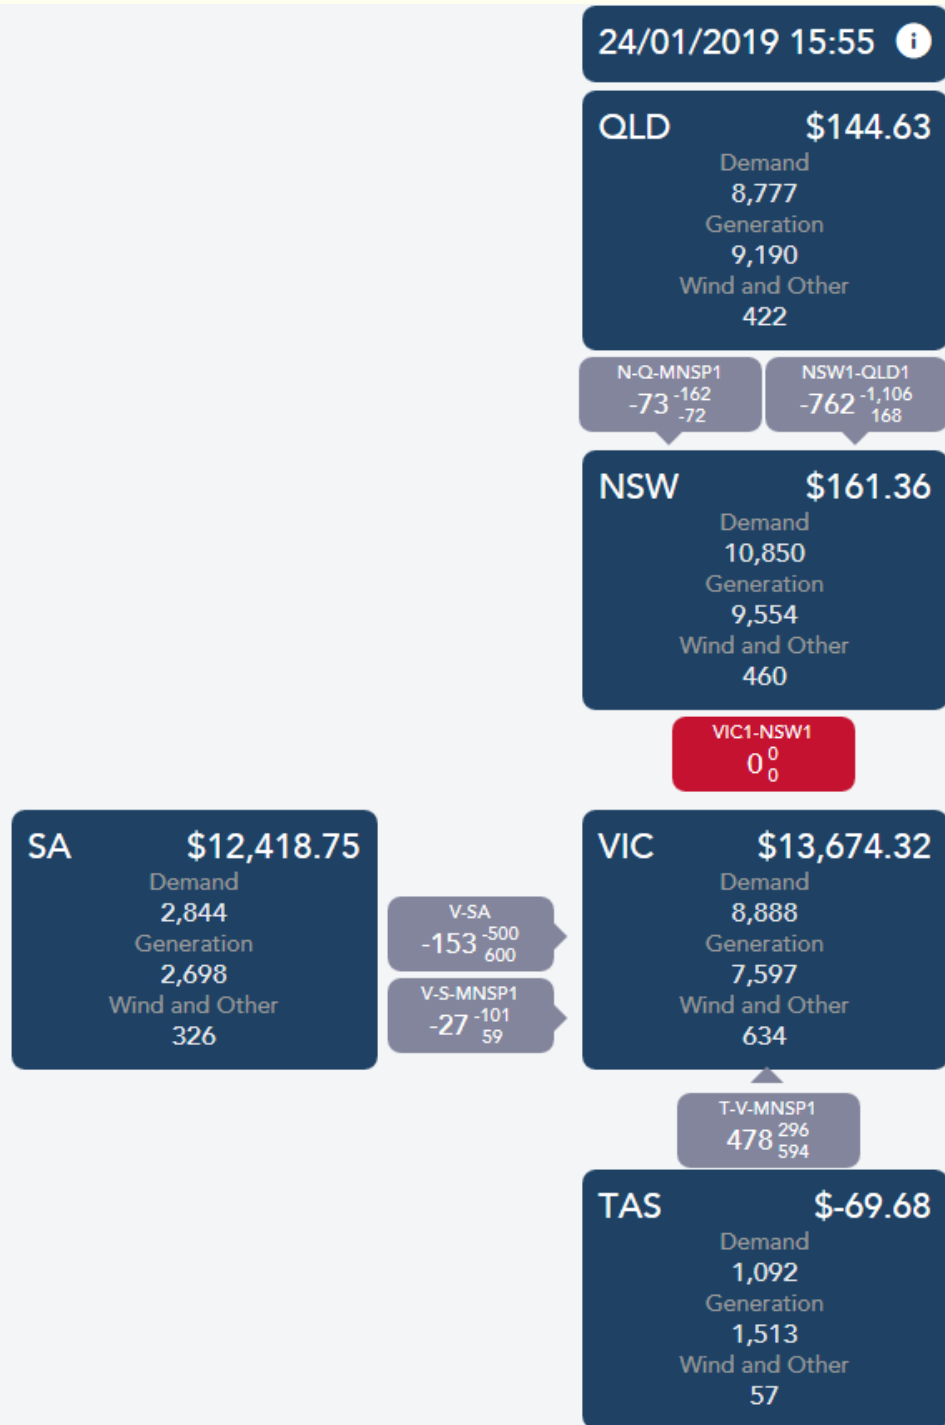 24/01/2019 15:55 i
QLD $144.63
Demand
8,777
Generation
9,190
Wind and Other
422
N-Q-MNSP1
-73 -162 -72
NSW1-QLD1
-762 -1,106 168
NSW $161.36
Demand
10,850
Generation
9,554
Wind and Other
460
VIC1-NSW1
0 0 0
SA $12,418.75
Demand
2,844
Generation
2,698
Wind and Other
326
V-SA
-153 -500 600
V-S-MNSP1
-27 -101 59
VIC $13,674.32
Demand
8,888
Generation
7,597
Wind and Other
634
T-V-MNSP1
478 296 594
TAS $-69.68
Demand
1,092
Generation
1,513
Wind and Other
57